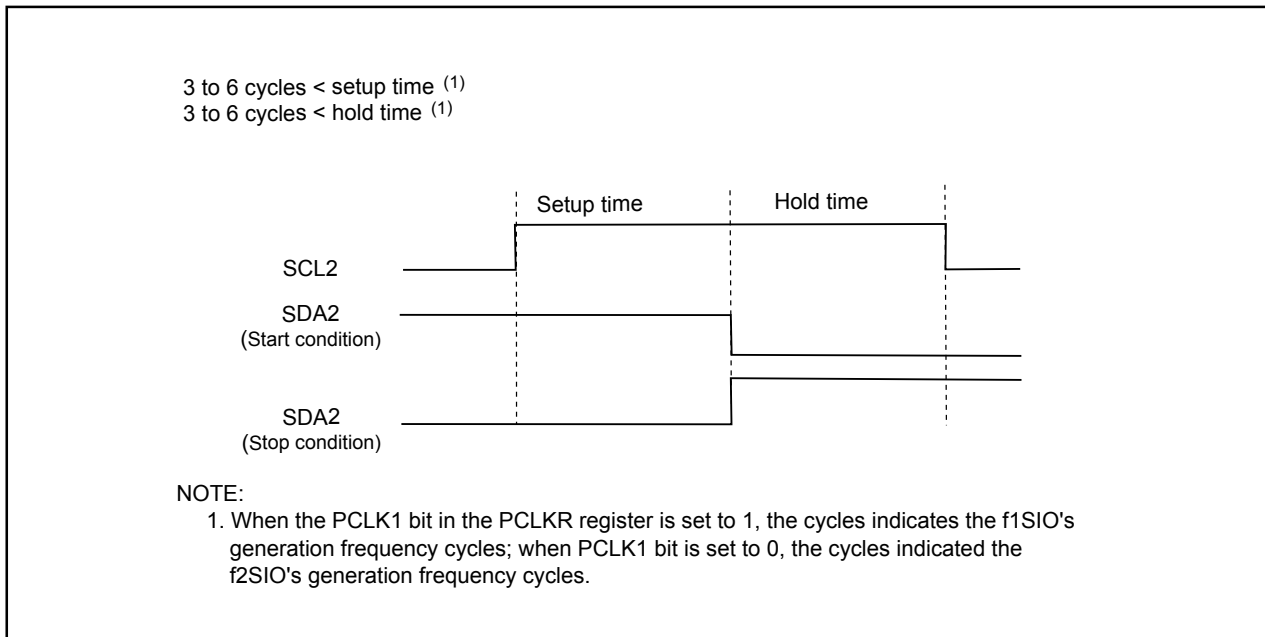 3 to 6 cycles < setup time (1)
3 to 6 cycles < hold time (1)
Setup time
Hold time
SCL2
SDA2
(Start condition)
SDA2
(Stop condition)
NOTE:
1. When the PCLK1 bit in the PCLKR register is set to 1, the cycles indicates the f1SIO's
generation frequency cycles; when PCLK1 bit is set to 0, the cycles indicated the
f2SIO's generation frequency cycles.